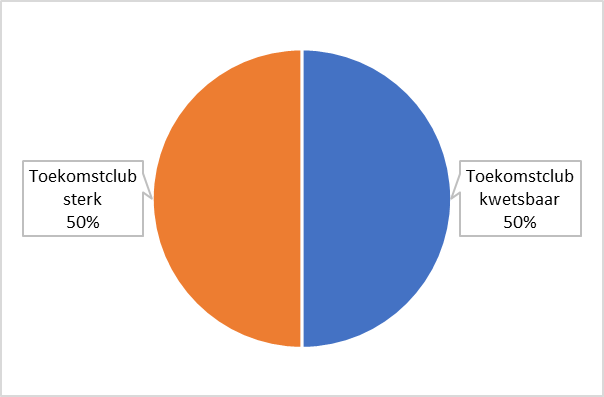 Toekomstclub
sterk
50%
Toekomstclub
kwetsbaar
50%